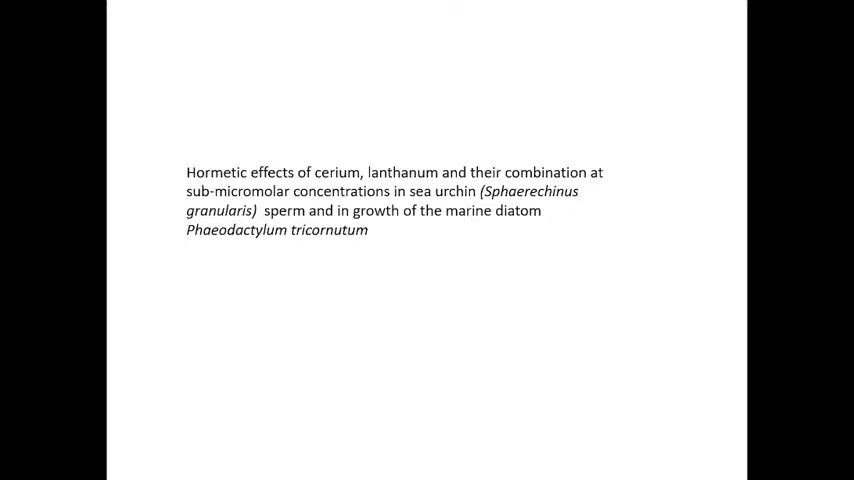 Hormetic effects of cerium, lanthanum and their combination at
sub-micromolar concentrations in sea urchin (Sphaerechinus
granularis)  sperm and in growth of the marine diatom
Phaeodactylum tricornutum